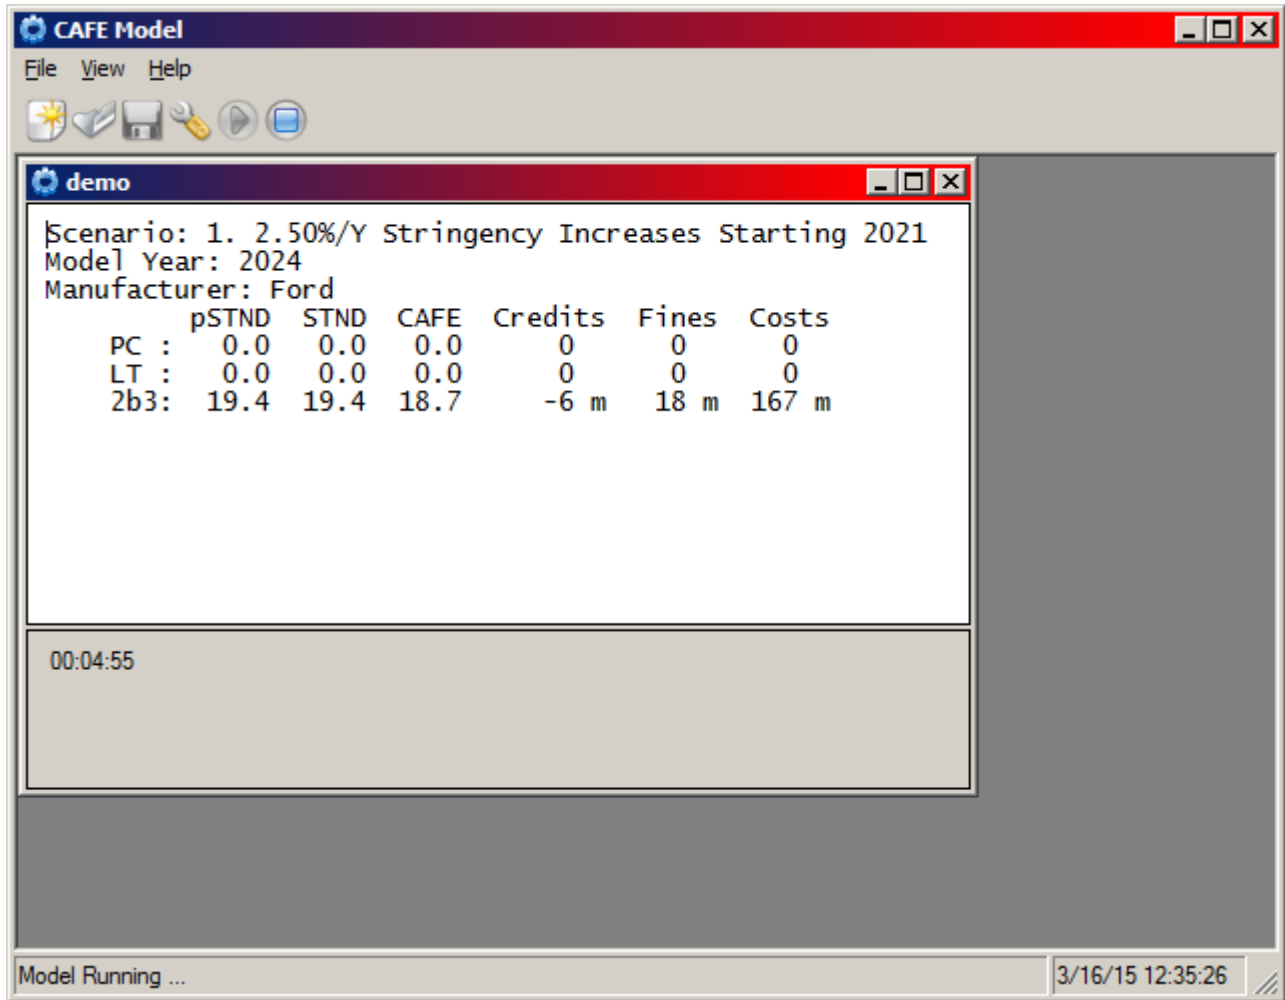 CAFE Model
File View Help
demo
Scenario: 1. 2.50%/Y Stringency Increases Starting 2021
Model Year: 2024
Manufacturer: Ford
pSTND STND CAFE Credits Fines Costs
PC : 0.0 0.0 0.0 0 0 0
LT : 0.0 0.0 0.0 0 0 0
2b3: 19.4 19.4 18.7 -6 m 18 m 167 m
00:04:55
Model Running ... 3/16/15 12:35:26